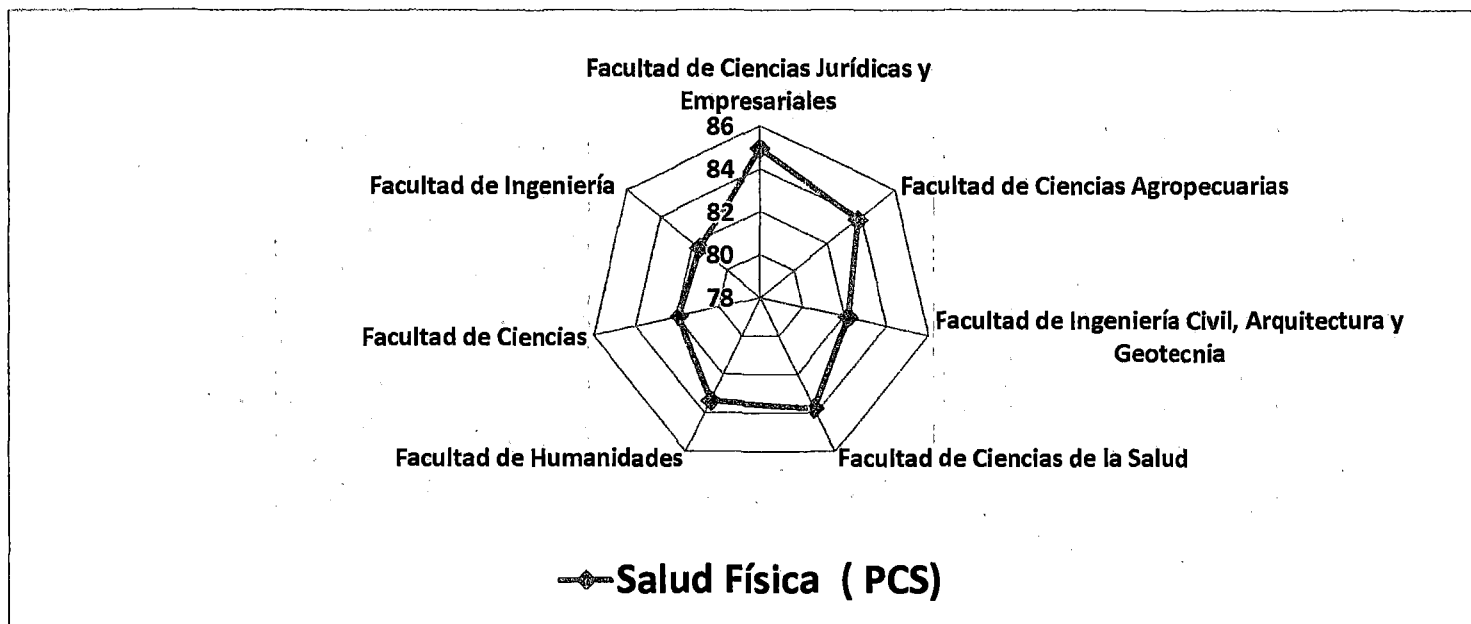 Facultad de Ciencias Jurídicas y
Empresariales
86
84
82
80
78
Facultad de Ingeniería
Facultad de Ciencias Agropecuarias
Facultad de Ingeniería Civil, Arquitectura y
Geotecnia
Facultad de Ciencias
Facultad de Humanidades
Facultad de Ciencias de la Salud
Salud Física ( PCS)